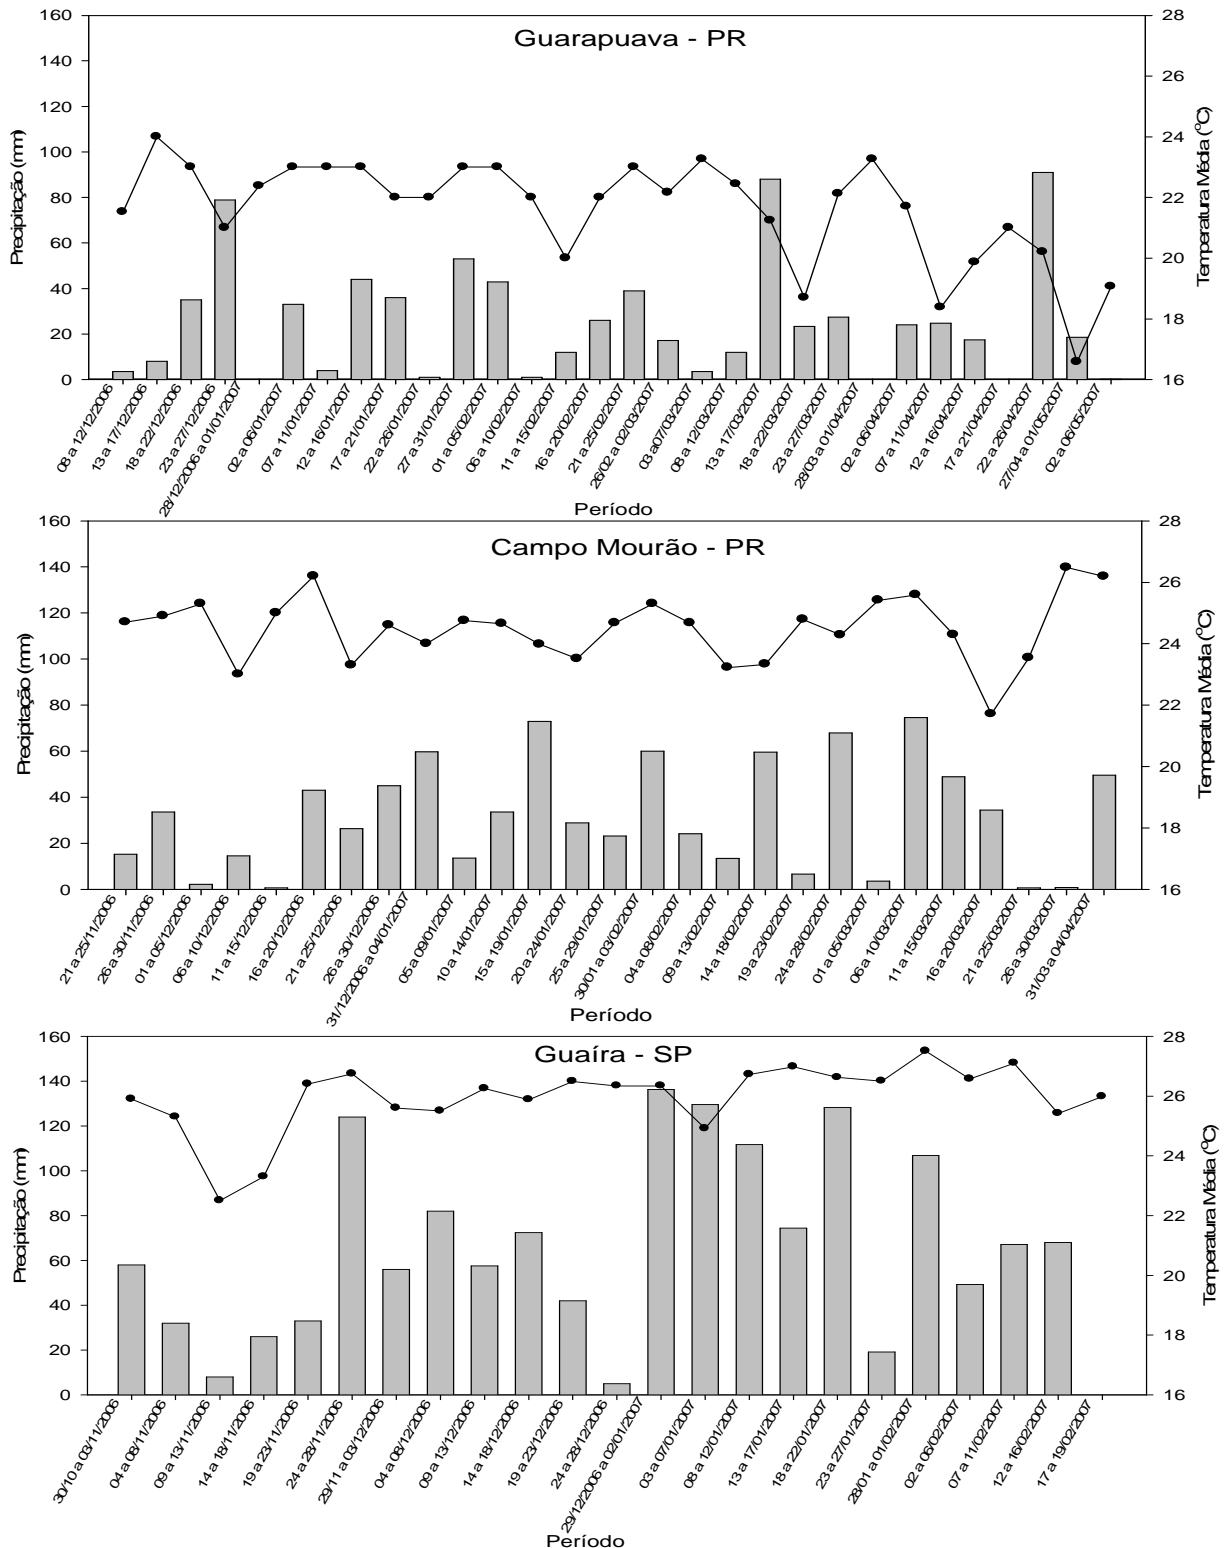 Guarapuava - PR
Precipitação (mm)
160
140
120
100
80
60
40
20
0
28
26
24
22
20
18
16
Temperatura Média (ºC)
08 a 12/12/2006
13 a 17/12/2006
18 a 22/12/2006
23 a 27/12/2006
28/12/2006 a 01/01/2007
02 a 06/01/2007
07 a 11/01/2007
12 a 16/01/2007
17 a 21/01/2007
22 a 26/01/2007
27 a 31/01/2007
01 a 05/02/2007
06 a 10/02/2007
11 a 15/02/2007
16 a 20/02/2007
21 a 25/02/2007
26/02 a 02/03/2007
03 a07/03/2007
08 a 12/03/2007
13 a 17/03/2007
18 a 22/03/2007
23 a 27/03/2007
28/03 a 01/04/2007
02 a 06/04/2007
07 a 11/04/2007
12 a 16/04/2007
17 a 21/04/2007
22 a 26/04/2007
27/04 a 01/05/2007
02 a 06/05/2007
Período
Campo Mourão - PR
Precipitação (mm)
160
140
120
100
80
60
40
20
0
28
26
24
22
20
18
16
Temperatura Média (ºC)
21 a 25/11/2006
26 a 30/11/2006
01 a 05/12/2006
06 a 10/12/2006
11 a 15/12/2006
16 a 20/12/2006
21 a 25/12/2006
26 a 30/12/2006
31/12/2006 a 04/01/2007
05 a 09/01/2007
10 a 14/01/2007
15 a 19/01/2007
20 a 24/01/2007
25 a 29/01/2007
30/01 a 03/02/2007
04 a 08/02/2007
09 a 13/02/2007
14 a 18/02/2007
19 a 23/02/2007
24 a 28/02/2007
01 a 05/03/2007
06 a 10/03/2007
11 a 15/03/2007
16 a 20/03/2007
21 a 25/03/2007
26 a 30/03/2007
31/03 a 04/04/2007
Período
Guaíra - SP
Precipitação (mm)
160
140
120
100
80
60
40
20
0
28
26
24
22
20
18
16
Temperatura Média (ºC)
30/10 a 03/11/2006
04 a 08/11/2006
09 a 13/11/2006
14 a 18/11/2006
19 a 23/11/2006
24 a 28/11/2006
29/11 a 03/12/2006
04 a 08/12/2006
09 a 13/12/2006
14 a 18/12/2006
19 a 23/12/2006
24 a 28/12/2006
29/12/2006 a 02/01/2007
03 a 07/01/2007
08 a 12/01/2007
13 a 17/01/2007
18 a 22/01/2007
23 a 27/01/2007
28/01 a 01/02/2007
02 a 06/02/2007
07 a 11/02/2007
12 a 16/02/2007
17 a 19/02/2007
Período